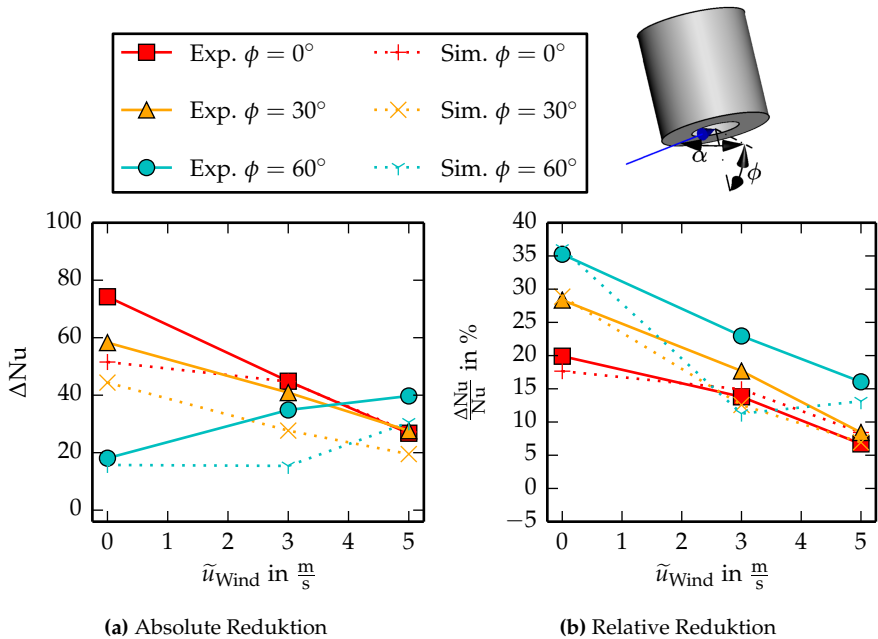 Exp. ϕ = 0° Sim. ϕ = 0°
Exp. ϕ = 30° Sim. ϕ = 30°
Exp. ϕ = 60° Sim. ϕ = 60°
α
ϕ
100
80
60
40
20
0
ΔNu
0 1 2 3 4 5
ũ_Wind in m/s
(a) Absolute Reduktion
40
35
30
25
20
15
10
5
0
−5
ΔNu/Nu in %
0 1 2 3 4 5
ũ_Wind in m/s
(b) Relative Reduktion